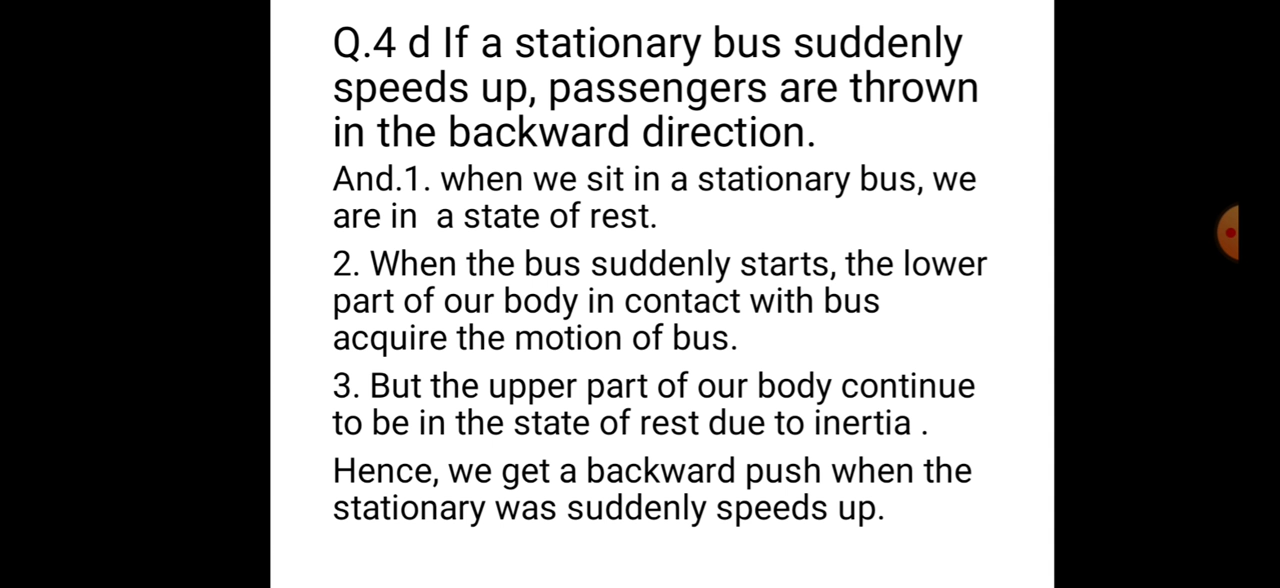 Q.4 d If a stationary bus suddenly
speeds up, passengers are thrown
in the backward direction.
And.1. when we sit in a stationary bus, we
are in  a state of rest.
2. When the bus suddenly starts, the lower
part of our body in contact with bus
acquire the motion of bus.
3. But the upper part of our body continue
to be in the state of rest due to inertia .
Hence, we get a backward push when the
stationary was suddenly speeds up.